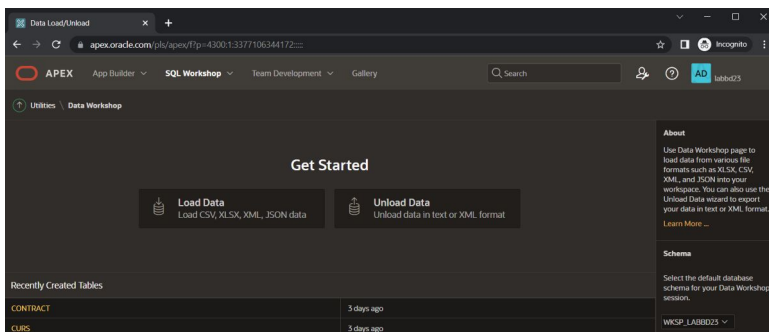 Data Load/Unload
apex.oracle.com/pls/apex/f?p=4300:1:3377106344172:::::
Incognito
APEX App Builder SQL Workshop Team Development Gallery Search AD labbd23
Utilities \ Data Workshop
Get Started
Load Data
Load CSV, XLSX, XML, JSON data
Unload Data
Unload data in text or XML format
Recently Created Tables
CONTRACT 3 days ago
CURS 3 days ago
About
Use Data Workshop page to
load data from various file
formats such as XLSX, CSV,
XML, and JSON into your
workspace. You can also use the
Unload Data wizard to export
your data in text or XML format.
Learn More ...
Schema
Select the default database
schema for your Data Workshop
session.
WKSP_LABBD23